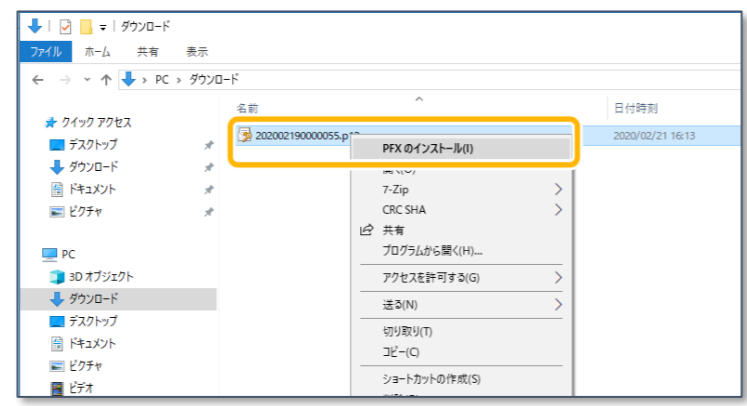 ダウンロード
ファイル ホーム 共有 表示
PC ダウンロード
名前 日付時刻
クイック アクセス
202002190000055.p12 2020/02/21 16:13
PFX のインストール(I)
デスクトップ
ダウンロード
ドキュメント
7-Zip
ピクチャ
CRC SHA
共有
PC
プログラムから開く(H)...
3D オブジェクト
アクセスを許可する(G)
ダウンロード
送る(N)
デスクトップ
切り取り(T)
ドキュメント
コピー(C)
ピクチャ
ショートカットの作成(S)
ビデオ